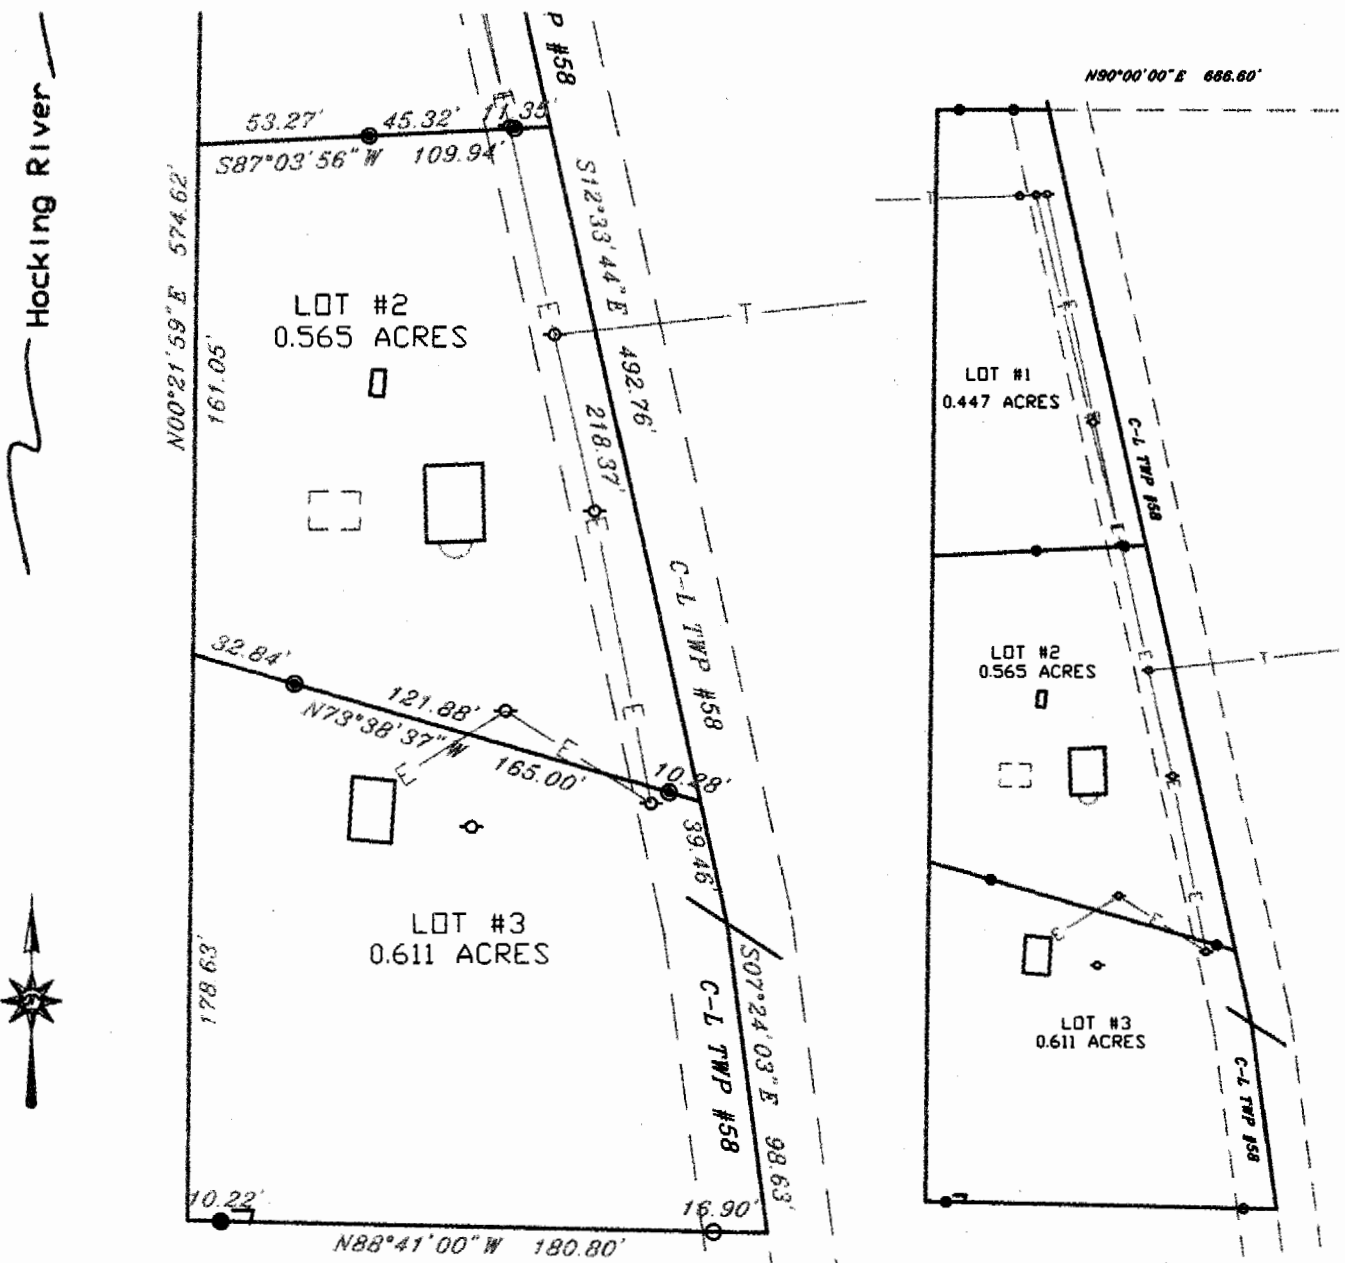 Hocking River
P #58
E
53.27'
45.32'
11.35'
S87°03'56"W 109.94'
N00°21'59"E 574.62'
161.05'
S12°33'44"E 492.76'
LOT #2
0.565 ACRES
E
T
218.37'
E
C-L TWP #58
E
32.84'
121.88'
N73°38'37"W
165.00'
10.28'
E
E
39.46'
LOT #3
0.611 ACRES
178.63'
C-L TWP #58
S07°24'03"E 98.63'
10.22'
16.90'
N88°41'00"W 180.80'
N90°00'00"E 666.60'
T
E
LOT #1
0.447 ACRES
C-L TWP #58
E
LOT #2
0.565 ACRES
E
T
E
E
E
E
LOT #3
0.611 ACRES
C-L TWP #58